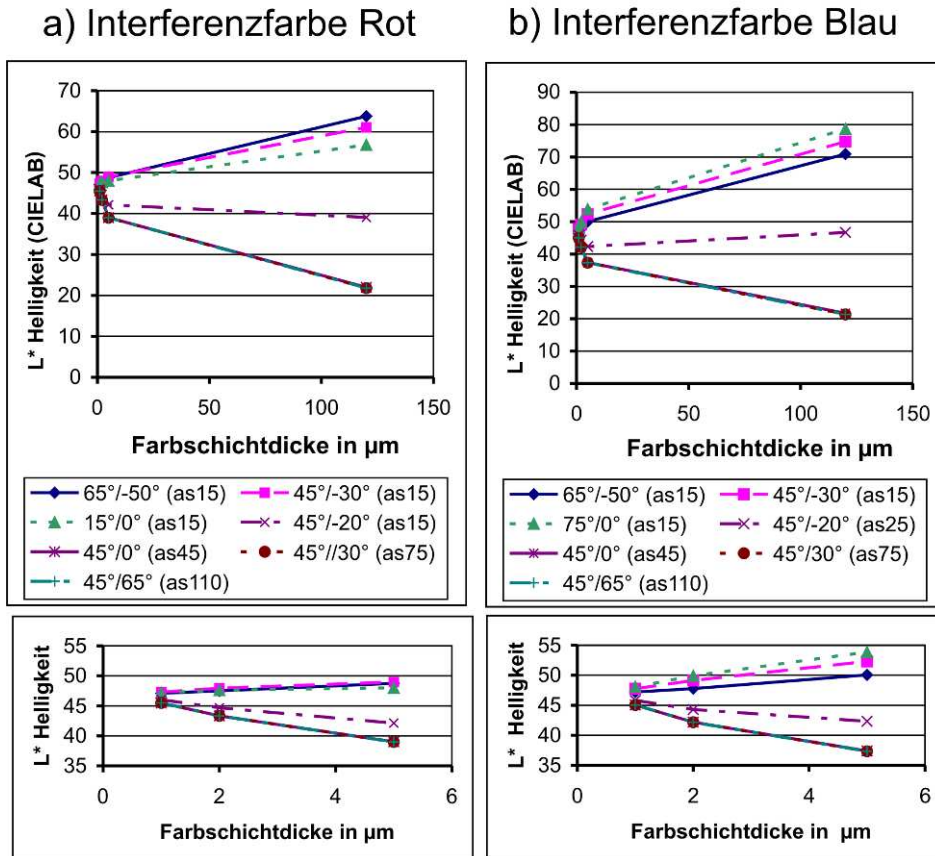 a) Interferenzfarbe Rot
70
60
50
40
30
20
10
0
L* Helligkeit (CIELAB)
0 50 100 150
Farbschichtdicke in µm
65°/-50° (as15) 45°/-30° (as15)
15°/0° (as15) 45°/-20° (as15)
45°/0° (as45) 45°//30° (as75)
45°/65° (as110)
55
50
45
40
35
L* Helligkeit
0 2 4 6
Farbschichtdicke in µm
b) Interferenzfarbe Blau
90
80
70
60
50
40
30
20
10
0
L* Helligkeit (CIELAB)
0 50 100 150
Farbschichtdicke in µm
65°/-50° (as15) 45°/-30° (as15)
75°/0° (as15) 45°/-20° (as25)
45°/0° (as45) 45°/30° (as75)
45°/65° (as110)
55
50
45
40
35
L* Helligkeit
0 2 4 6
Farbschichtdicke in µm